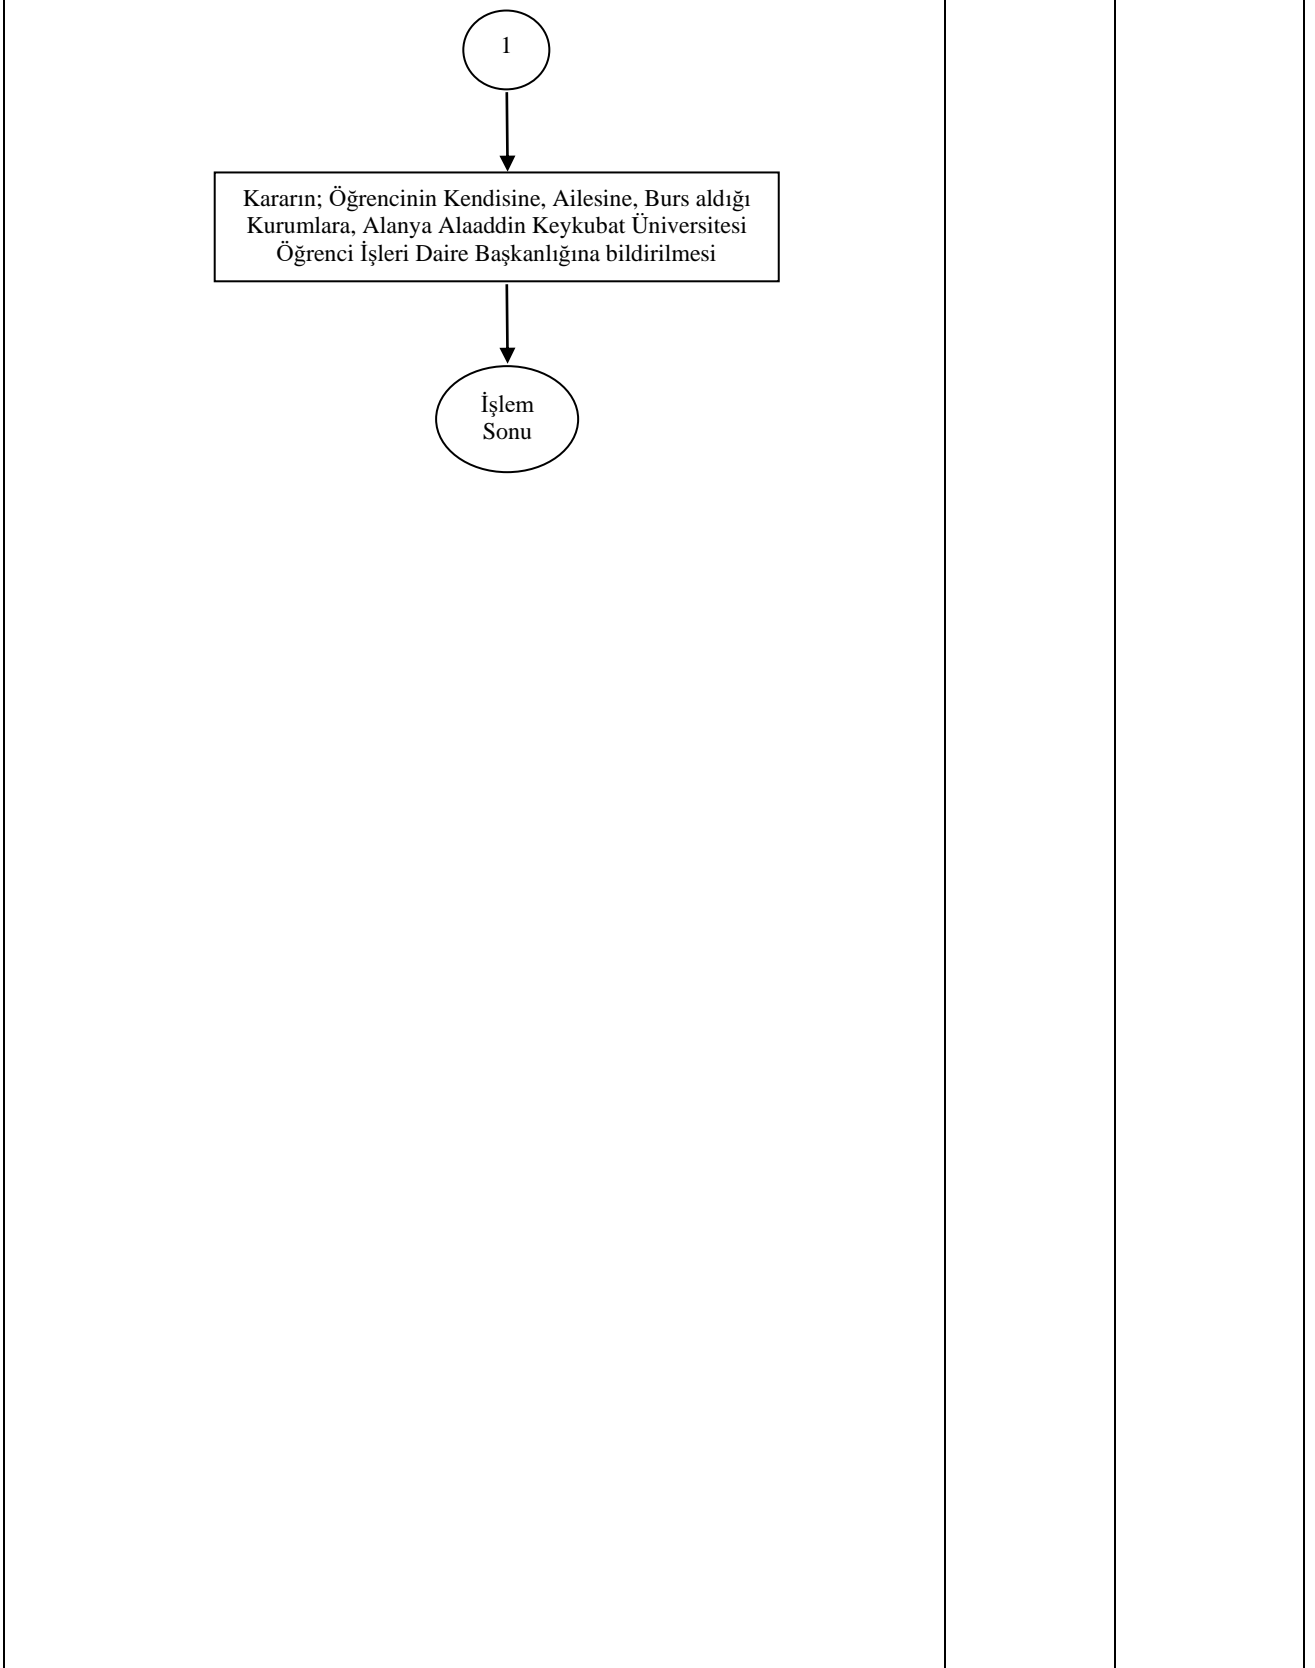 1
Kararın; Öğrencinin Kendisine, Ailesine, Burs aldığı
Kurumlara, Alanya Alaaddin Keykubat Üniversitesi
Öğrenci İşleri Daire Başkanlığına bildirilmesi
İşlem
Sonu